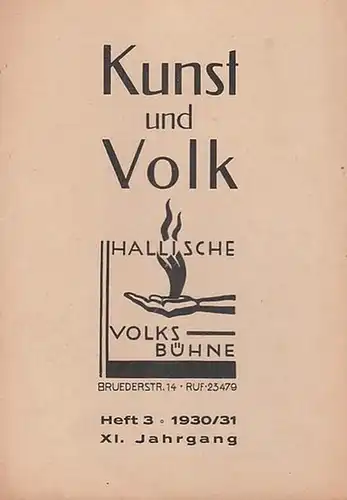 Kunst
und
Volk
HALLISCHE
VOLKS
BÜHNE
BRUEDERSTR. 14 · RUF · 23479
Heft 3 · 1930/31
XI. Jahrgang